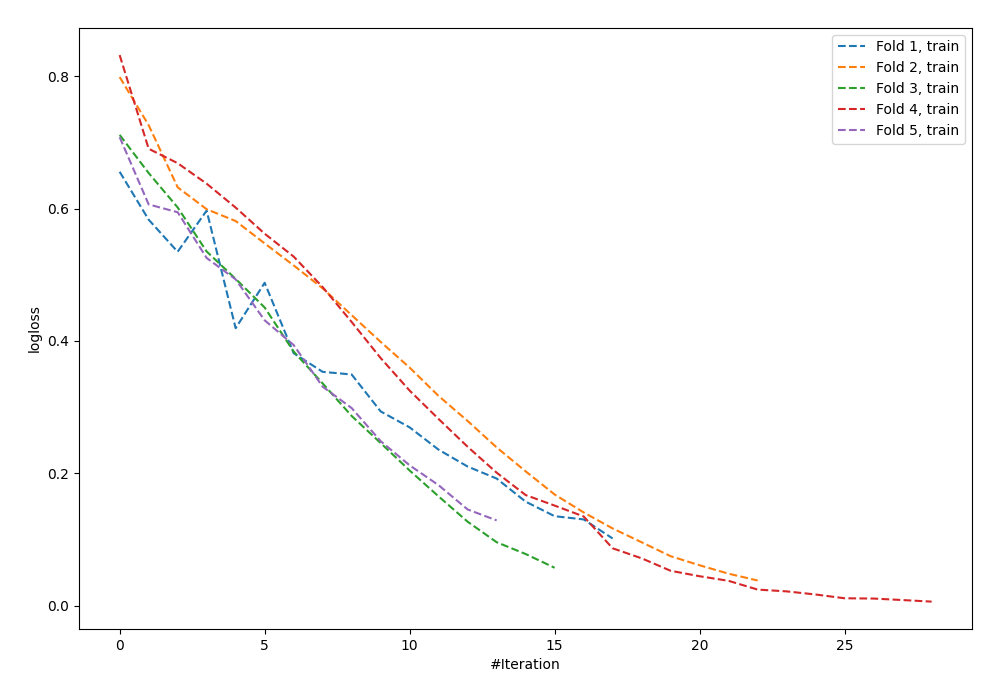 Fold 1, train
Fold 2, train
Fold 3, train
Fold 4, train
Fold 5, train
logloss
0.8
0.6
0.4
0.2
0.0
0 5 10 15 20 25
#Iteration